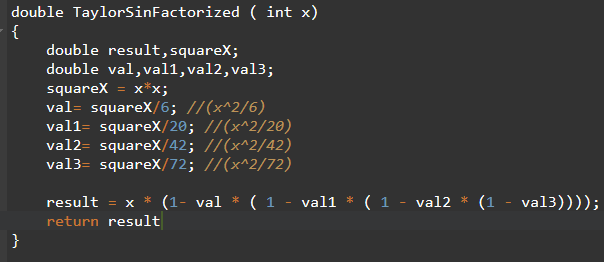 double TaylorSinFactorized ( int x)
{
double result,squareX;
double val,val1,val2,val3;
squareX = x*x;
val= squareX/6; //(x^2/6)
val1= squareX/20; //(x^2/20)
val2= squareX/42; //(x^2/42)
val3= squareX/72; //(x^2/72)
result = x * (1- val * ( 1 - val1 * ( 1 - val2 * (1 - val3))));
return result
}